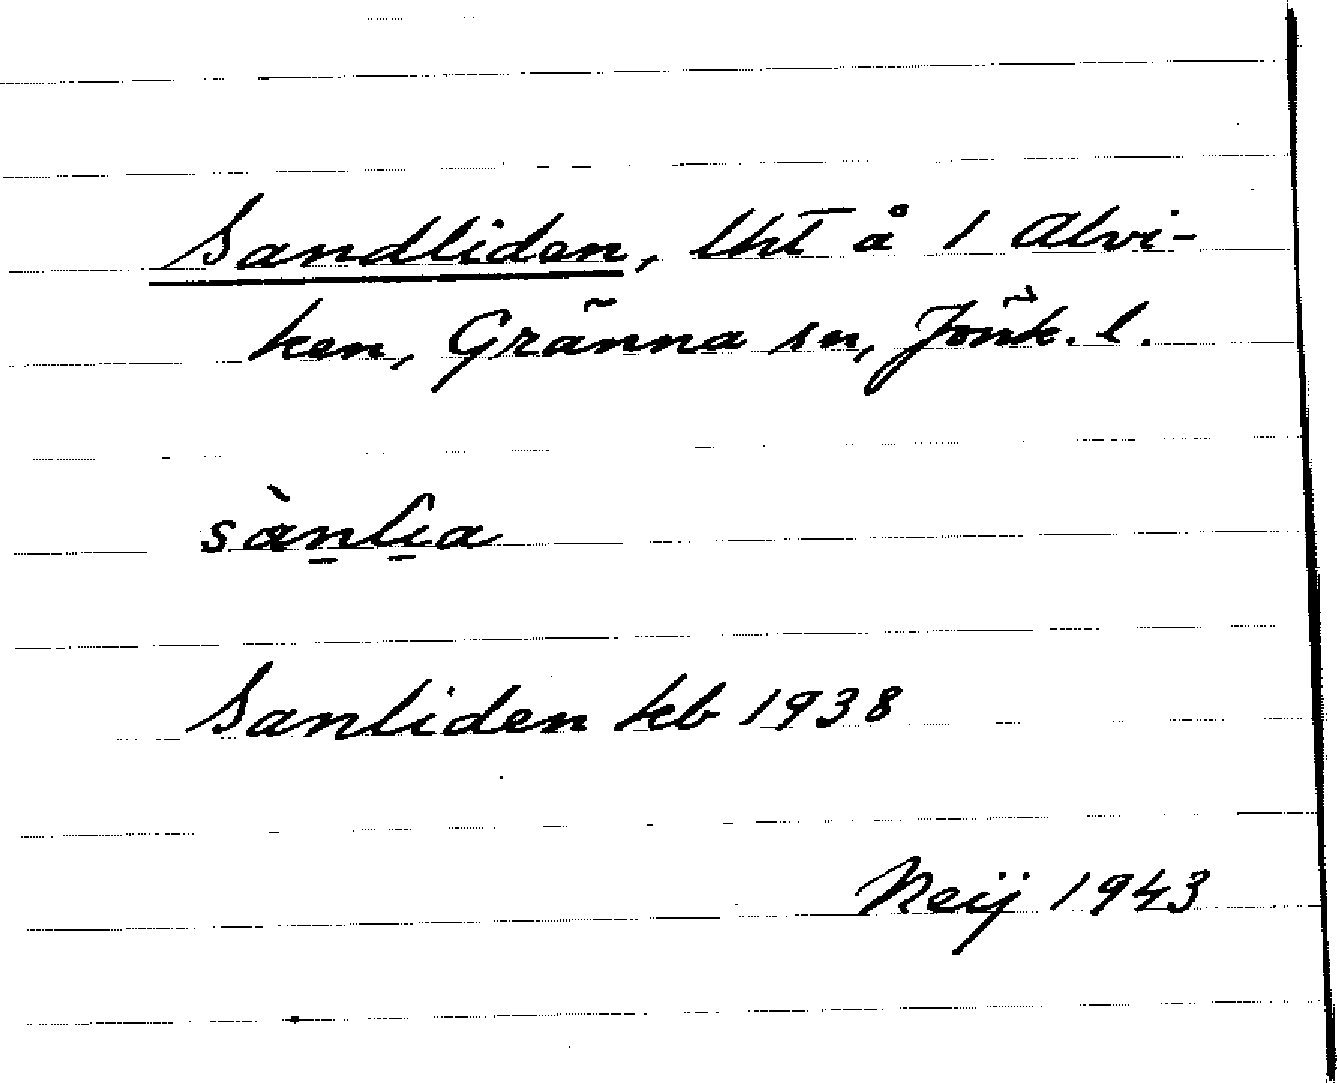 Sandliden, lht å 1 Alvi-
ken, Gränna sn, Jönk. l.
sànlia
Sanliden kb 1938
Neij 1943